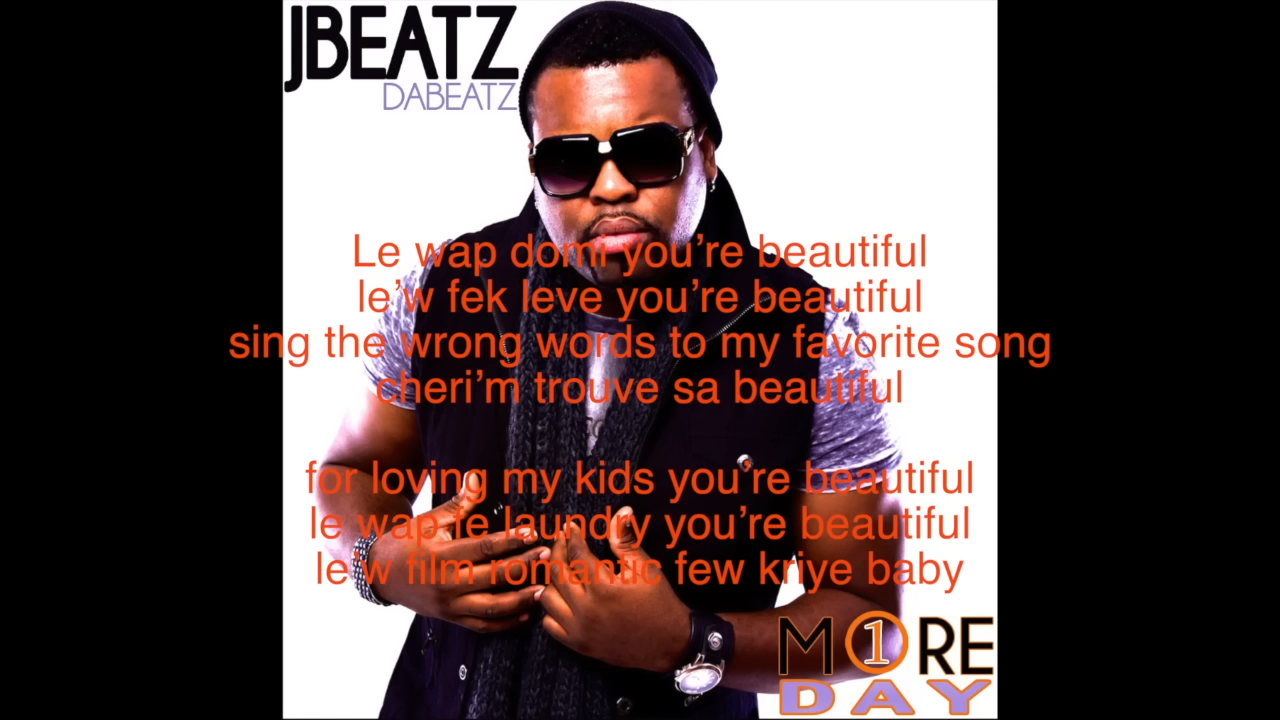 JBEATZ
DABEATZ
Le wap domi you’re beautiful
le’w fek leve you’re beautiful
sing the wrong words to my favorite song
cheri’m trouve sa beautiful
for loving my kids you’re beautiful
le wap fe laundry you’re beautiful
le’w film romantic few kriye baby
M1RE
DAY